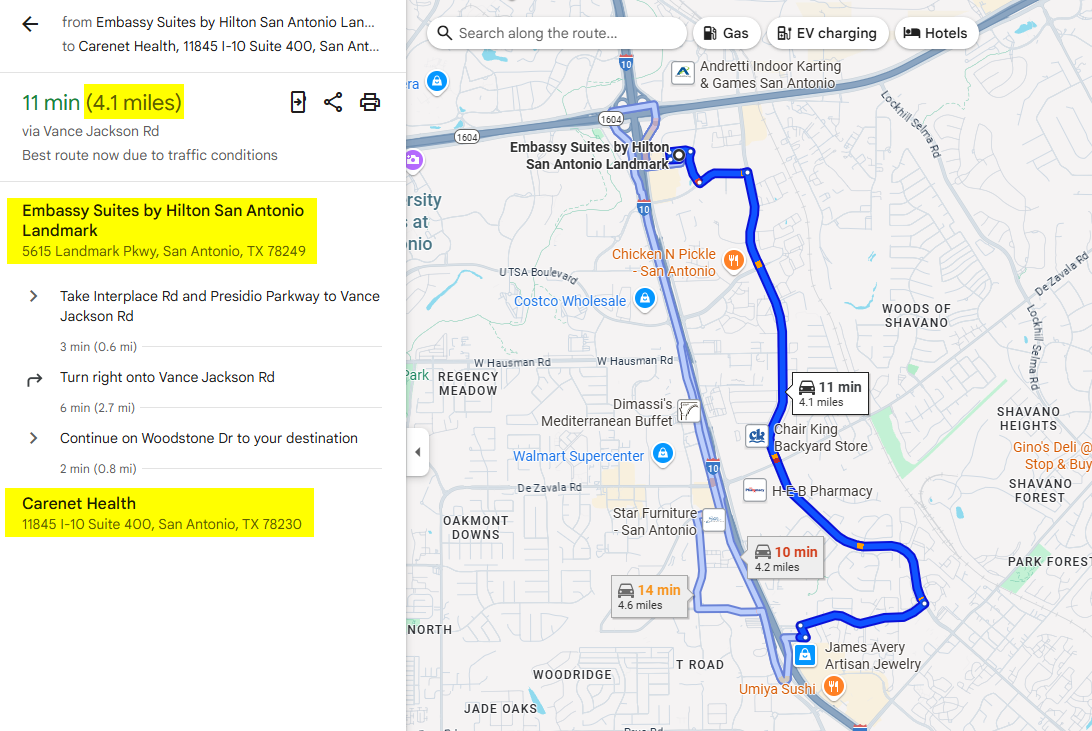 from Embassy Suites by Hilton San Antonio Lan...
to Carenet Health, 11845 I-10 Suite 400, San Ant...
11 min (4.1 miles)
via Vance Jackson Rd
Best route now due to traffic conditions
Embassy Suites by Hilton San Antonio
Landmark
5615 Landmark Pkwy, San Antonio, TX 78249
Take Interplace Rd and Presidio Parkway to Vance
Jackson Rd
3 min (0.6 mi)
Turn right onto Vance Jackson Rd
6 min (2.7 mi)
Continue on Woodstone Dr to your destination
2 min (0.8 mi)
Carenet Health
11845 I-10 Suite 400, San Antonio, TX 78230
Search along the route...
Gas
EV charging
Hotels
10
Andretti Indoor Karting
& Games San Antonio
era
1604
1604
Lockhill Selma Rd
Embassy Suites by Hilton
San Antonio Landmark
rsity
s at
onio
10
Chicken N Pickle
- San Antonio
UTSA Boulevard
De Zavala Rd
Costco Wholesale
WOODS OF
SHAVANO
Lockhill Selma Rd
W Hausman Rd
W Hausman Rd
Park
REGENCY
MEADOW
11 min
4.1 miles
Dimassi's
Mediterranean Buffet
SHAVANO
HEIGHTS
Chair King
Backyard Store
ck
Gino's Deli @
Stop & Buy
Walmart Supercenter
10
De Zavala Rd
H-E-B Pharmacy
SHAVANO
FOREST
Star Furniture
- San Antonio
OAKMONT
DOWNS
10 min
4.2 miles
PARK FOREST
14 min
4.6 miles
NORTH
James Avery
Artisan Jewelry
T ROAD
WOODRIDGE
Umiya Sushi
JADE OAKS